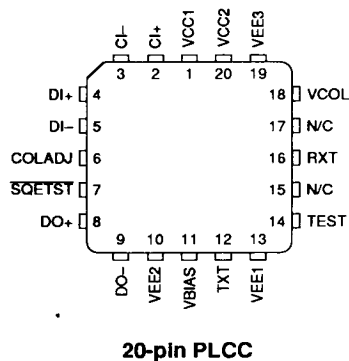 CI– CI+ VCC1 VCC2 VEE3
3 2 1 20 19
DI+ 4 18 VCOL
DI– 5 17 N/C
COLADJ 6 16 RXT
SQETST 7 15 N/C
DO+ 8 14 TEST
9 10 11 12 13
DO– VEE2 VBIAS TXT VEE1
20-pin PLCC